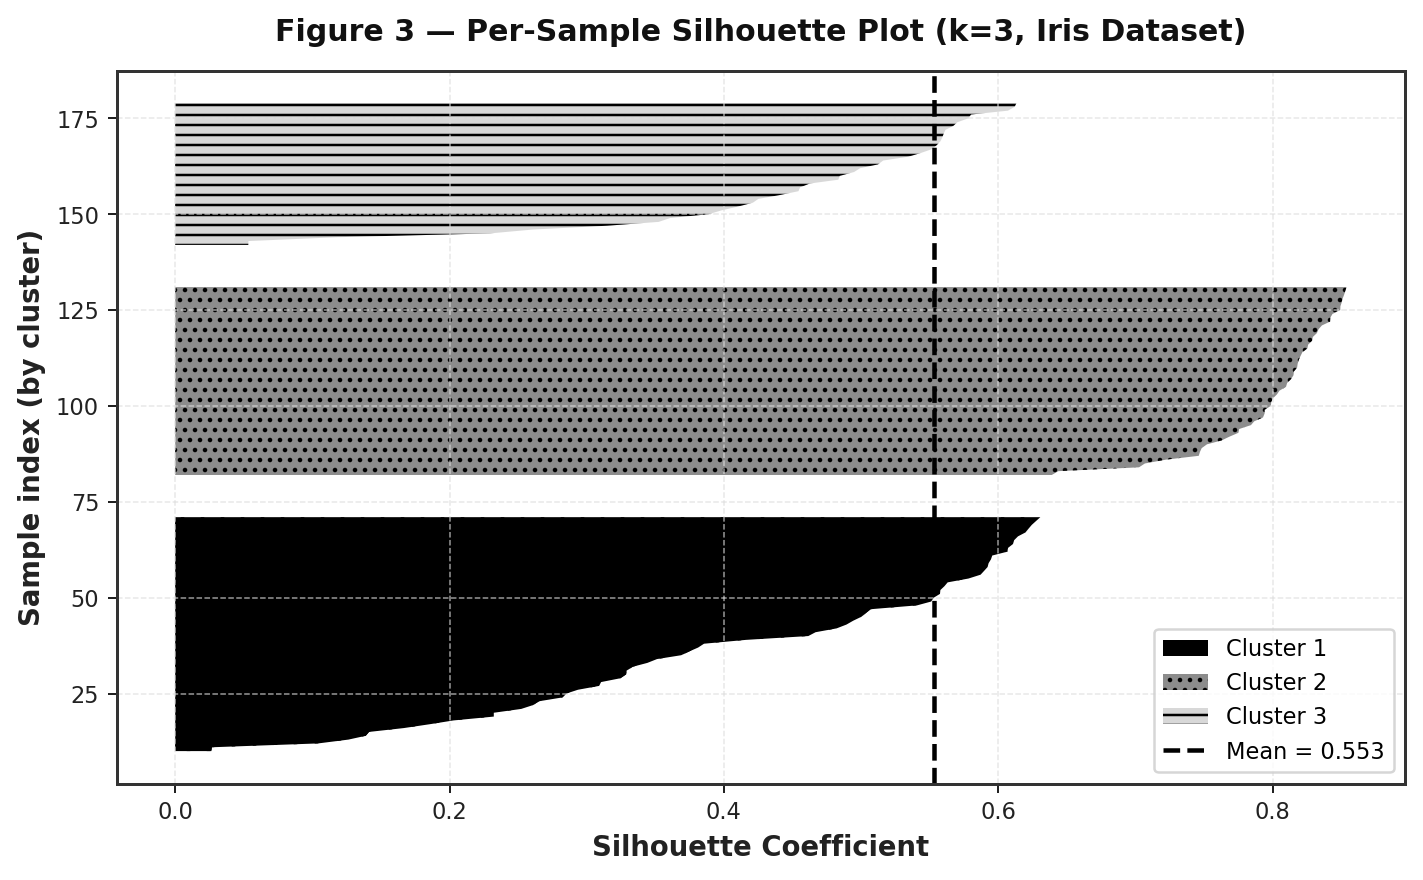 Figure 3 — Per-Sample Silhouette Plot (k=3, Iris Dataset)
Sample index (by cluster)
175
150
125
100
75
50
25
Cluster 1
Cluster 2
Cluster 3
Mean = 0.553
0.0 0.2 0.4 0.6 0.8
Silhouette Coefficient